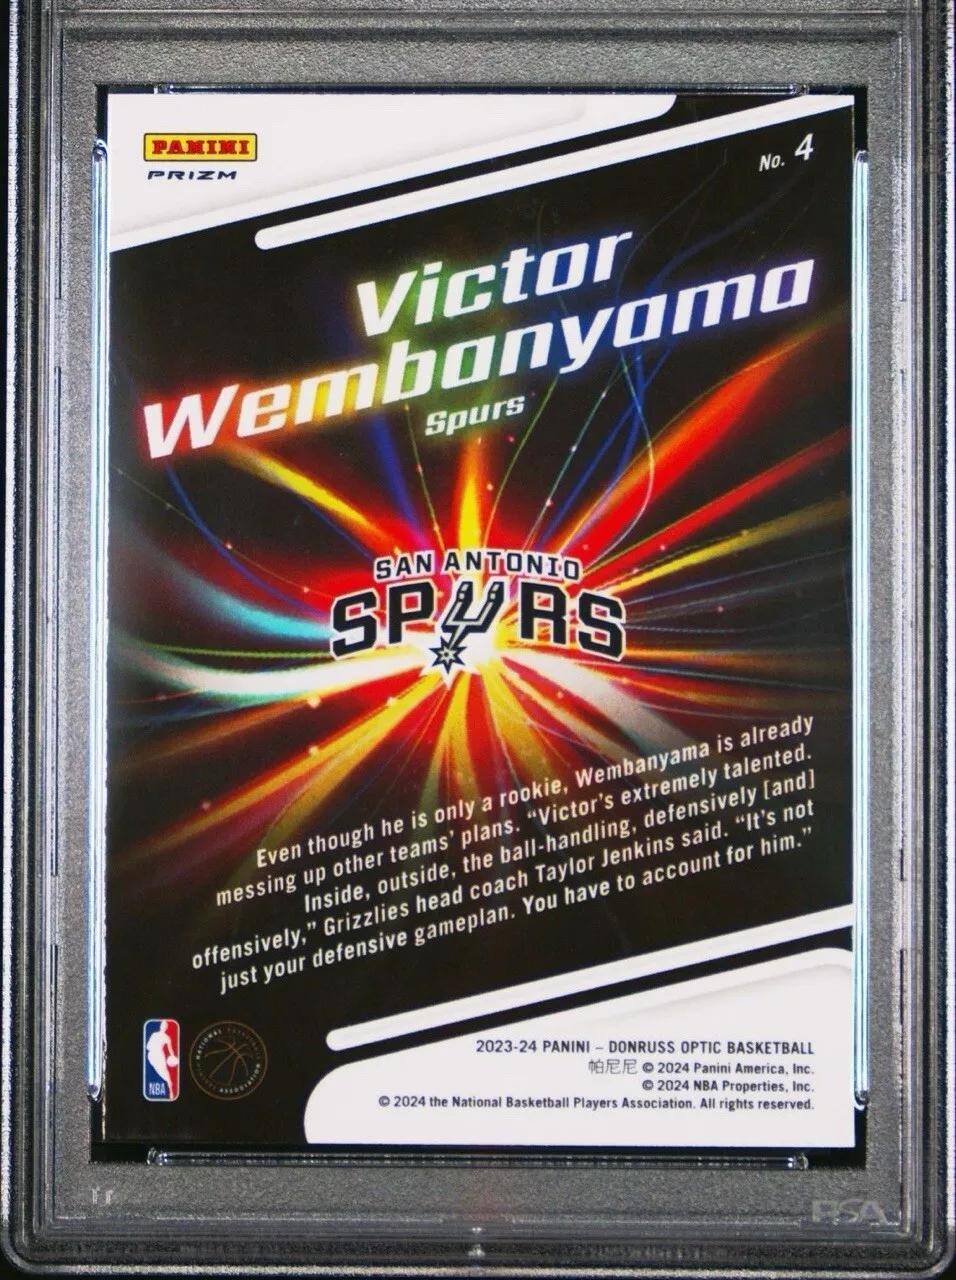 PANINI
PRIZM
No. 4
Victor
Wembanyama
Spurs
SAN ANTONIO
SPURS
Even though he is only a rookie, Wembanyama is already
messing up other teams' plans. “Victor's extremely talented.
Inside, outside, the ball-handling, defensively [and]
offensively,” Grizzlies head coach Taylor Jenkins said. “It's not
just your defensive gameplan. You have to account for him.”
NBA
NATIONAL BASKETBALL ASSOCIATION
2023-24 PANINI – DONRUSS OPTIC BASKETBALL
帕尼尼 © 2024 Panini America, Inc.
© 2024 NBA Properties, Inc.
© 2024 the National Basketball Players Association. All rights reserved.
PSA